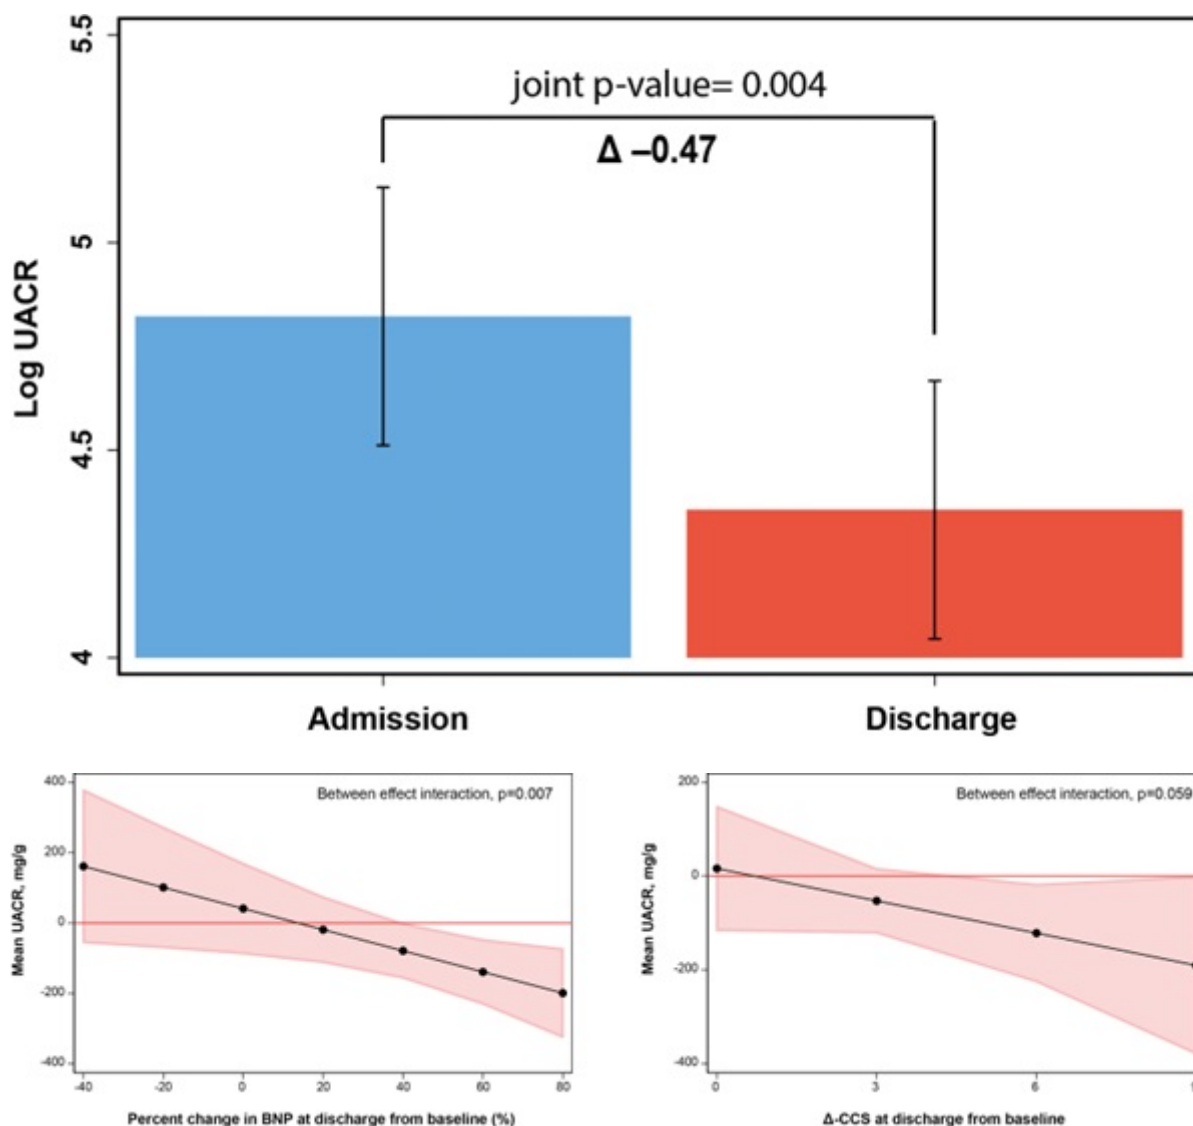 5.5
joint p-value= 0.004
Δ –0.47
5
Log UACR
4.5
4
Admission
Discharge
400
Between effect interaction, p=0.007
200
Mean UACR, mg/g
0
-200
-400
-40 -20 0 20 40 60 80
Percent change in BNP at discharge from baseline (%)
200
Between effect interaction, p=0.059
0
Mean UACR, mg/g
-200
-400
0 3 6
Δ-CCS at discharge from baseline